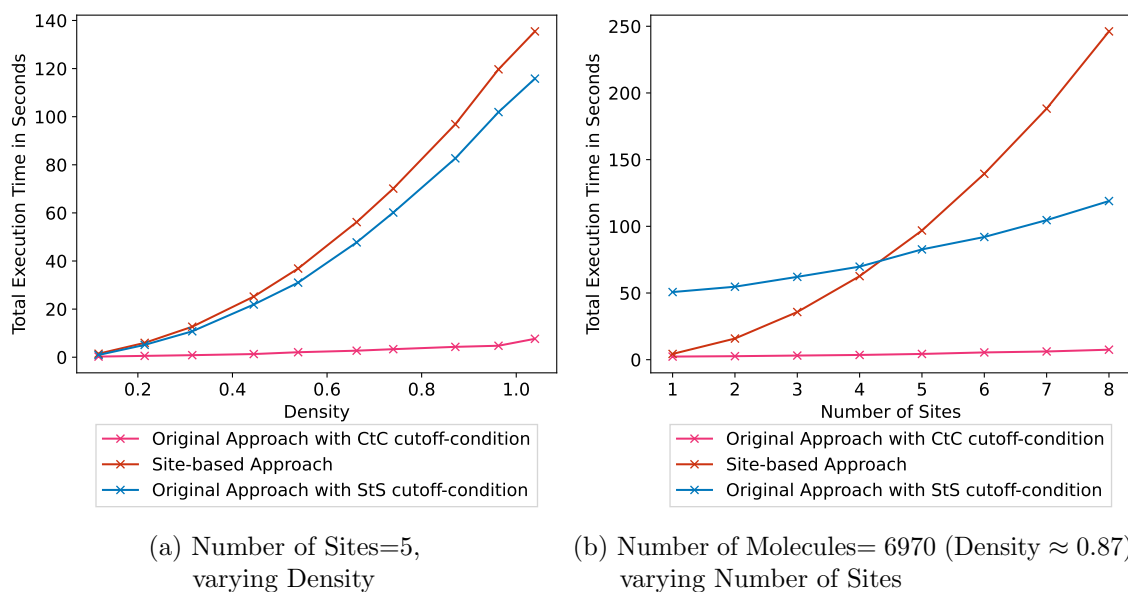 140
120
100
80
60
40
20
0
Total Execution Time in Seconds
0.2 0.4 0.6 0.8 1.0
Density
Original Approach with CtC cutoff-condition
Site-based Approach
Original Approach with StS cutoff-condition
(a) Number of Sites=5,
varying Density
250
200
150
100
50
0
Total Execution Time in Seconds
1 2 3 4 5 6 7 8
Number of Sites
Original Approach with CtC cutoff-condition
Site-based Approach
Original Approach with StS cutoff-condition
(b) Number of Molecules= 6970 (Density ≈ 0.87)
varying Number of Sites